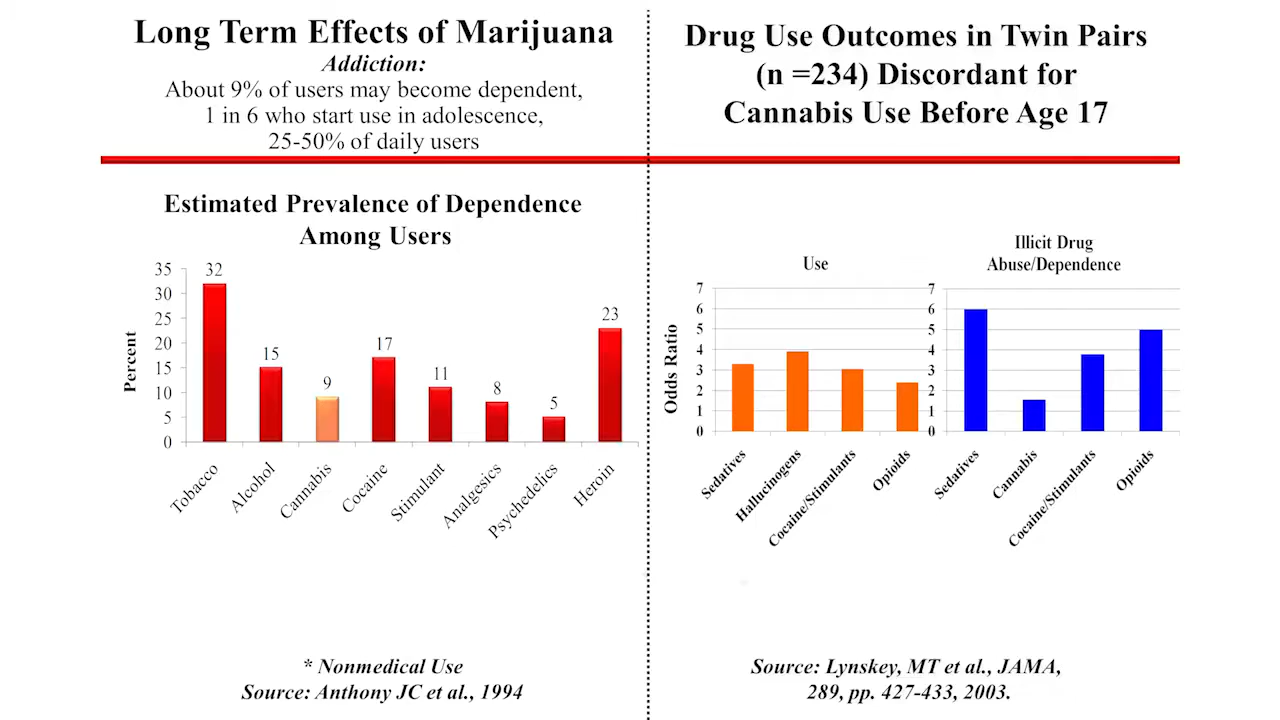 Long Term Effects of Marijuana
Addiction:
About 9% of users may become dependent,
1 in 6 who start use in adolescence,
25-50% of daily users
Estimated Prevalence of Dependence
Among Users
Percent
35
30
25
20
15
10
5
0
32
15
9
17
11
8
5
23
Tobacco
Alcohol
Cannabis
Cocaine
Stimulant
Analgesics
Psychedelics
Heroin
* Nonmedical Use
Source: Anthony JC et al., 1994
Drug Use Outcomes in Twin Pairs
(n =234) Discordant for
Cannabis Use Before Age 17
Use
Odds Ratio
7
6
5
4
3
2
1
0
Sedatives
Hallucinogens
Cocaine/Stimulants
Opioids
Illicit Drug
Abuse/Dependence
7
6
5
4
3
2
1
0
Sedatives
Cannabis
Cocaine/Stimulants
Opioids
Source: Lynskey, MT et al., JAMA,
289, pp. 427-433, 2003.